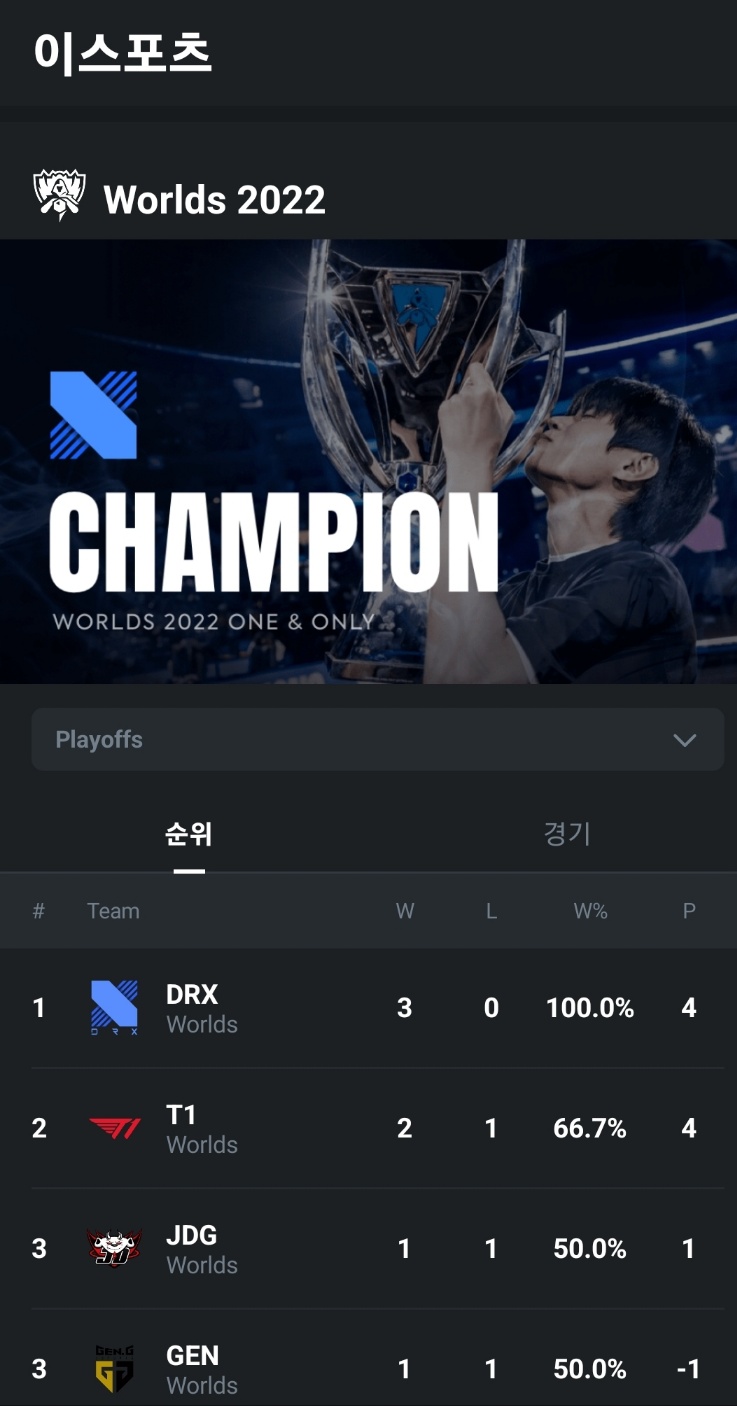 이스포츠
Worlds 2022
CHAMPION
WORLDS 2022 ONE & ONLY
Playoffs
순위 경기
# Team W L W% P
1 DRX 3 0 100.0% 4
Worlds
D R X
2 T1 2 1 66.7% 4
Worlds
3 JDG 1 1 50.0% 1
Worlds
JD
GEN.G
3 GEN 1 1 50.0% -1
Worlds